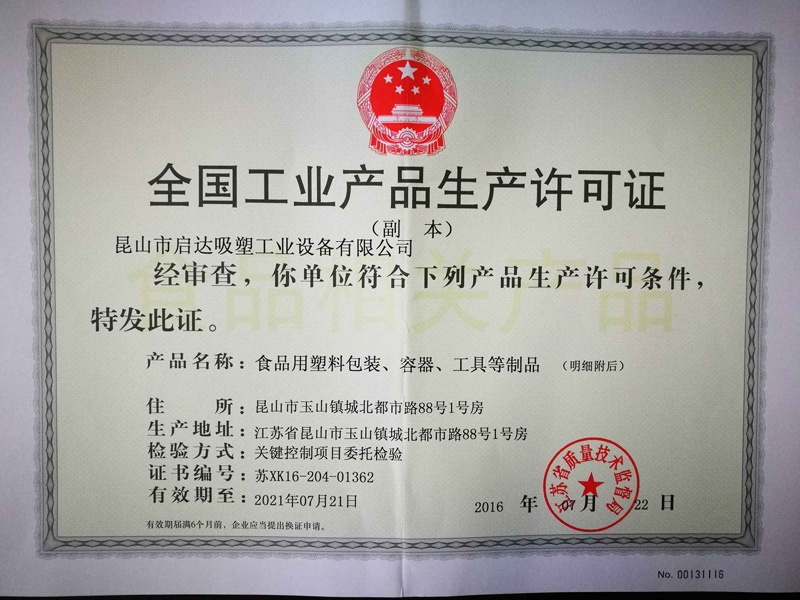 全国工业产品生产许可证
（副 本）
昆山市启达吸塑工业设备有限公司
经审查，你单位符合下列产品生产许可条件，
特发此证。
食品相关产品
产品名称：食品用塑料包装、容器、工具等制品 （明细附后）
住 所：昆山市玉山镇城北都市路88号1号房
生产地址：江苏省昆山市玉山镇城北都市路88号1号房
检验方式：关键控制项目委托检验
证书编号：苏XK16-204-01362
有效期至：2021年07月21日
2016 年 07 月 22 日
江苏省质量技术监督局
有效期届满6个月前，企业应当提出换证申请。
No. 00131116